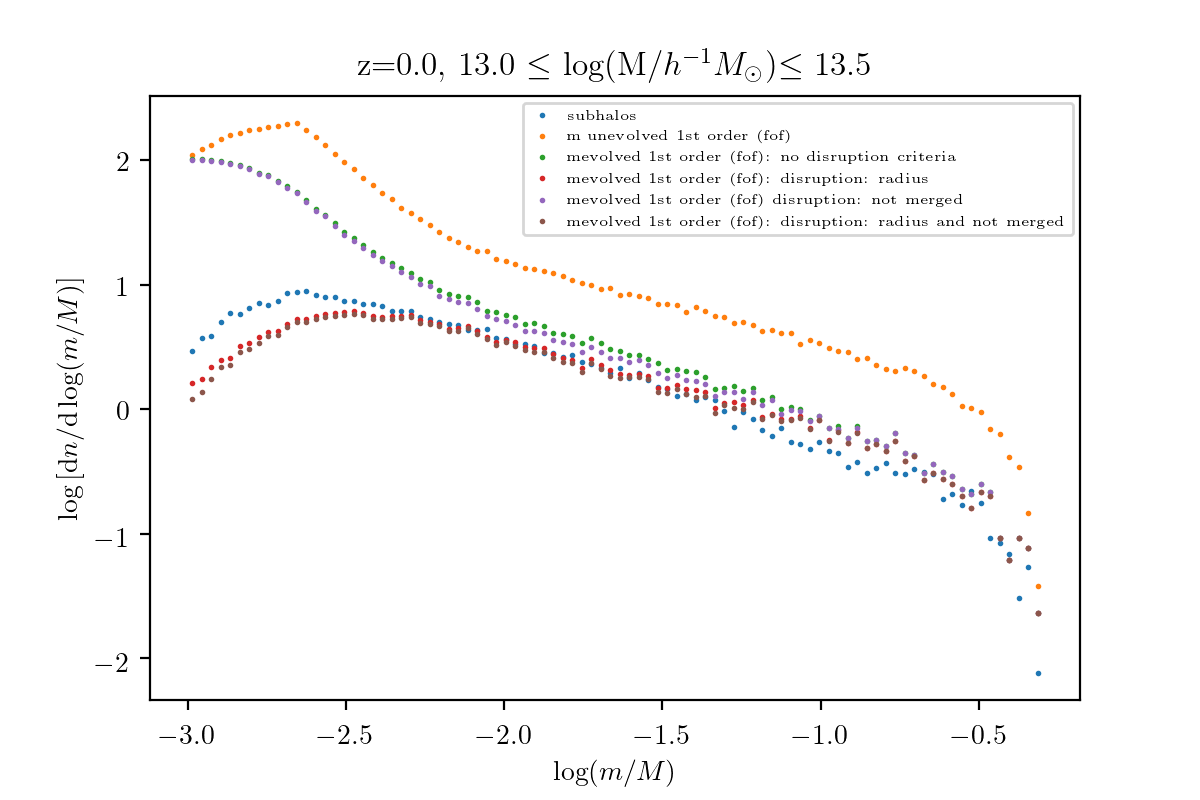 z=0.0, 13.0 ≤ log(M/h⁻¹M⊙)≤ 13.5
subhalos
m unevolved 1st order (fof)
mevolved 1st order (fof): no disruption criteria
mevolved 1st order (fof): disruption: radius
mevolved 1st order (fof) disruption: not merged
mevolved 1st order (fof): disruption: radius and not merged
log [dn/d log(m/M)]
2
1
0
−1
−2
−3.0 −2.5 −2.0 −1.5 −1.0 −0.5
log(m/M)